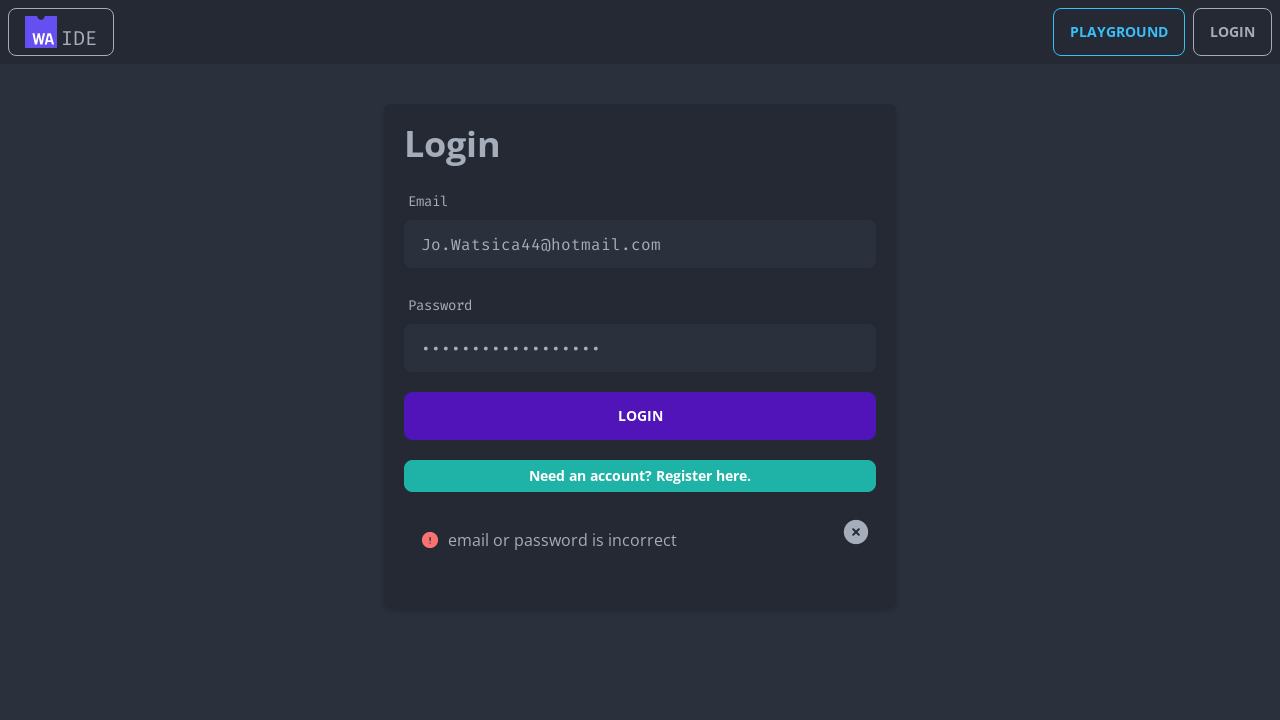 WA IDE
PLAYGROUND
LOGIN
Login
Email
Jo.Watsica44@hotmail.com
Password
••••••••••••••••••
LOGIN
Need an account? Register here.
email or password is incorrect